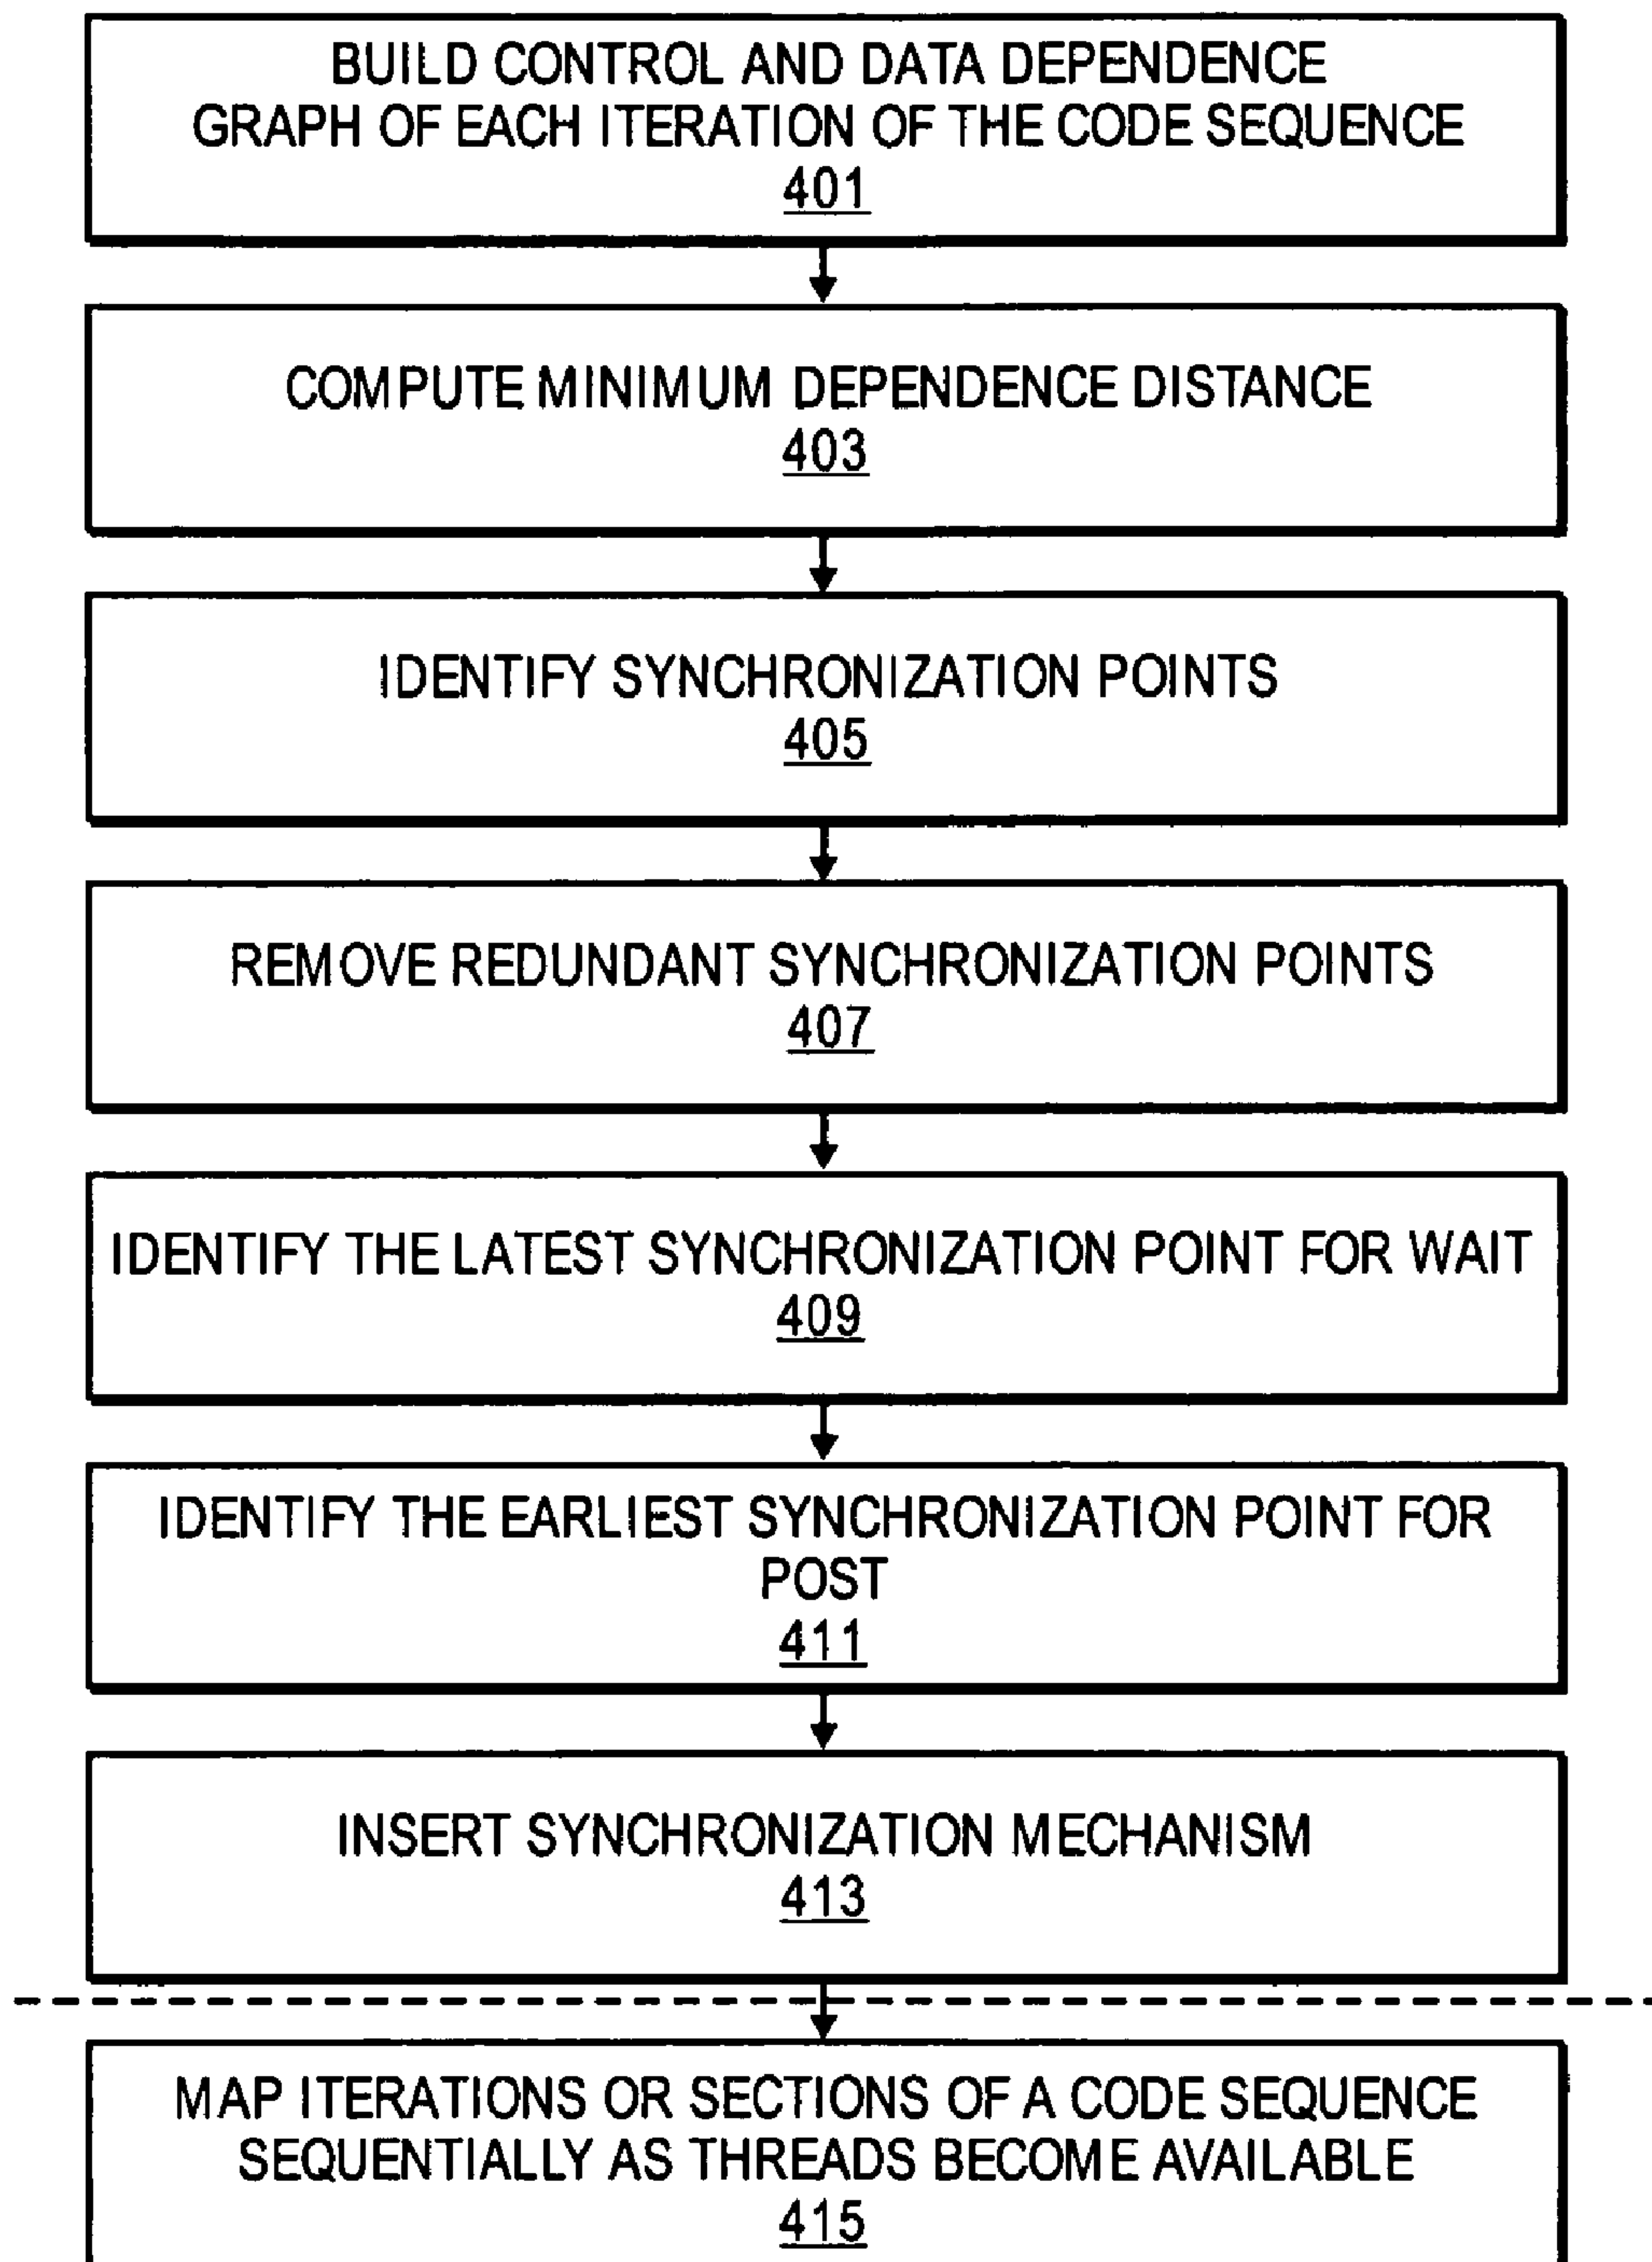 BUILD CONTROL AND DATA DEPENDENCE
GRAPH OF EACH ITERATION OF THE CODE SEQUENCE
401
COMPUTE MINIMUM DEPENDENCE DISTANCE
403
IDENTIFY SYNCHRONIZATION POINTS
405
REMOVE REDUNDANT SYNCHRONIZATION POINTS
407
IDENTIFY THE LATEST SYNCHRONIZATION POINT FOR WAIT
409
IDENTIFY THE EARLIEST SYNCHRONIZATION POINT FOR
POST
411
INSERT SYNCHRONIZATION MECHANISM
413
MAP ITERATIONS OR SECTIONS OF A CODE SEQUENCE
SEQUENTIALLY AS THREADS BECOME AVAILABLE
415